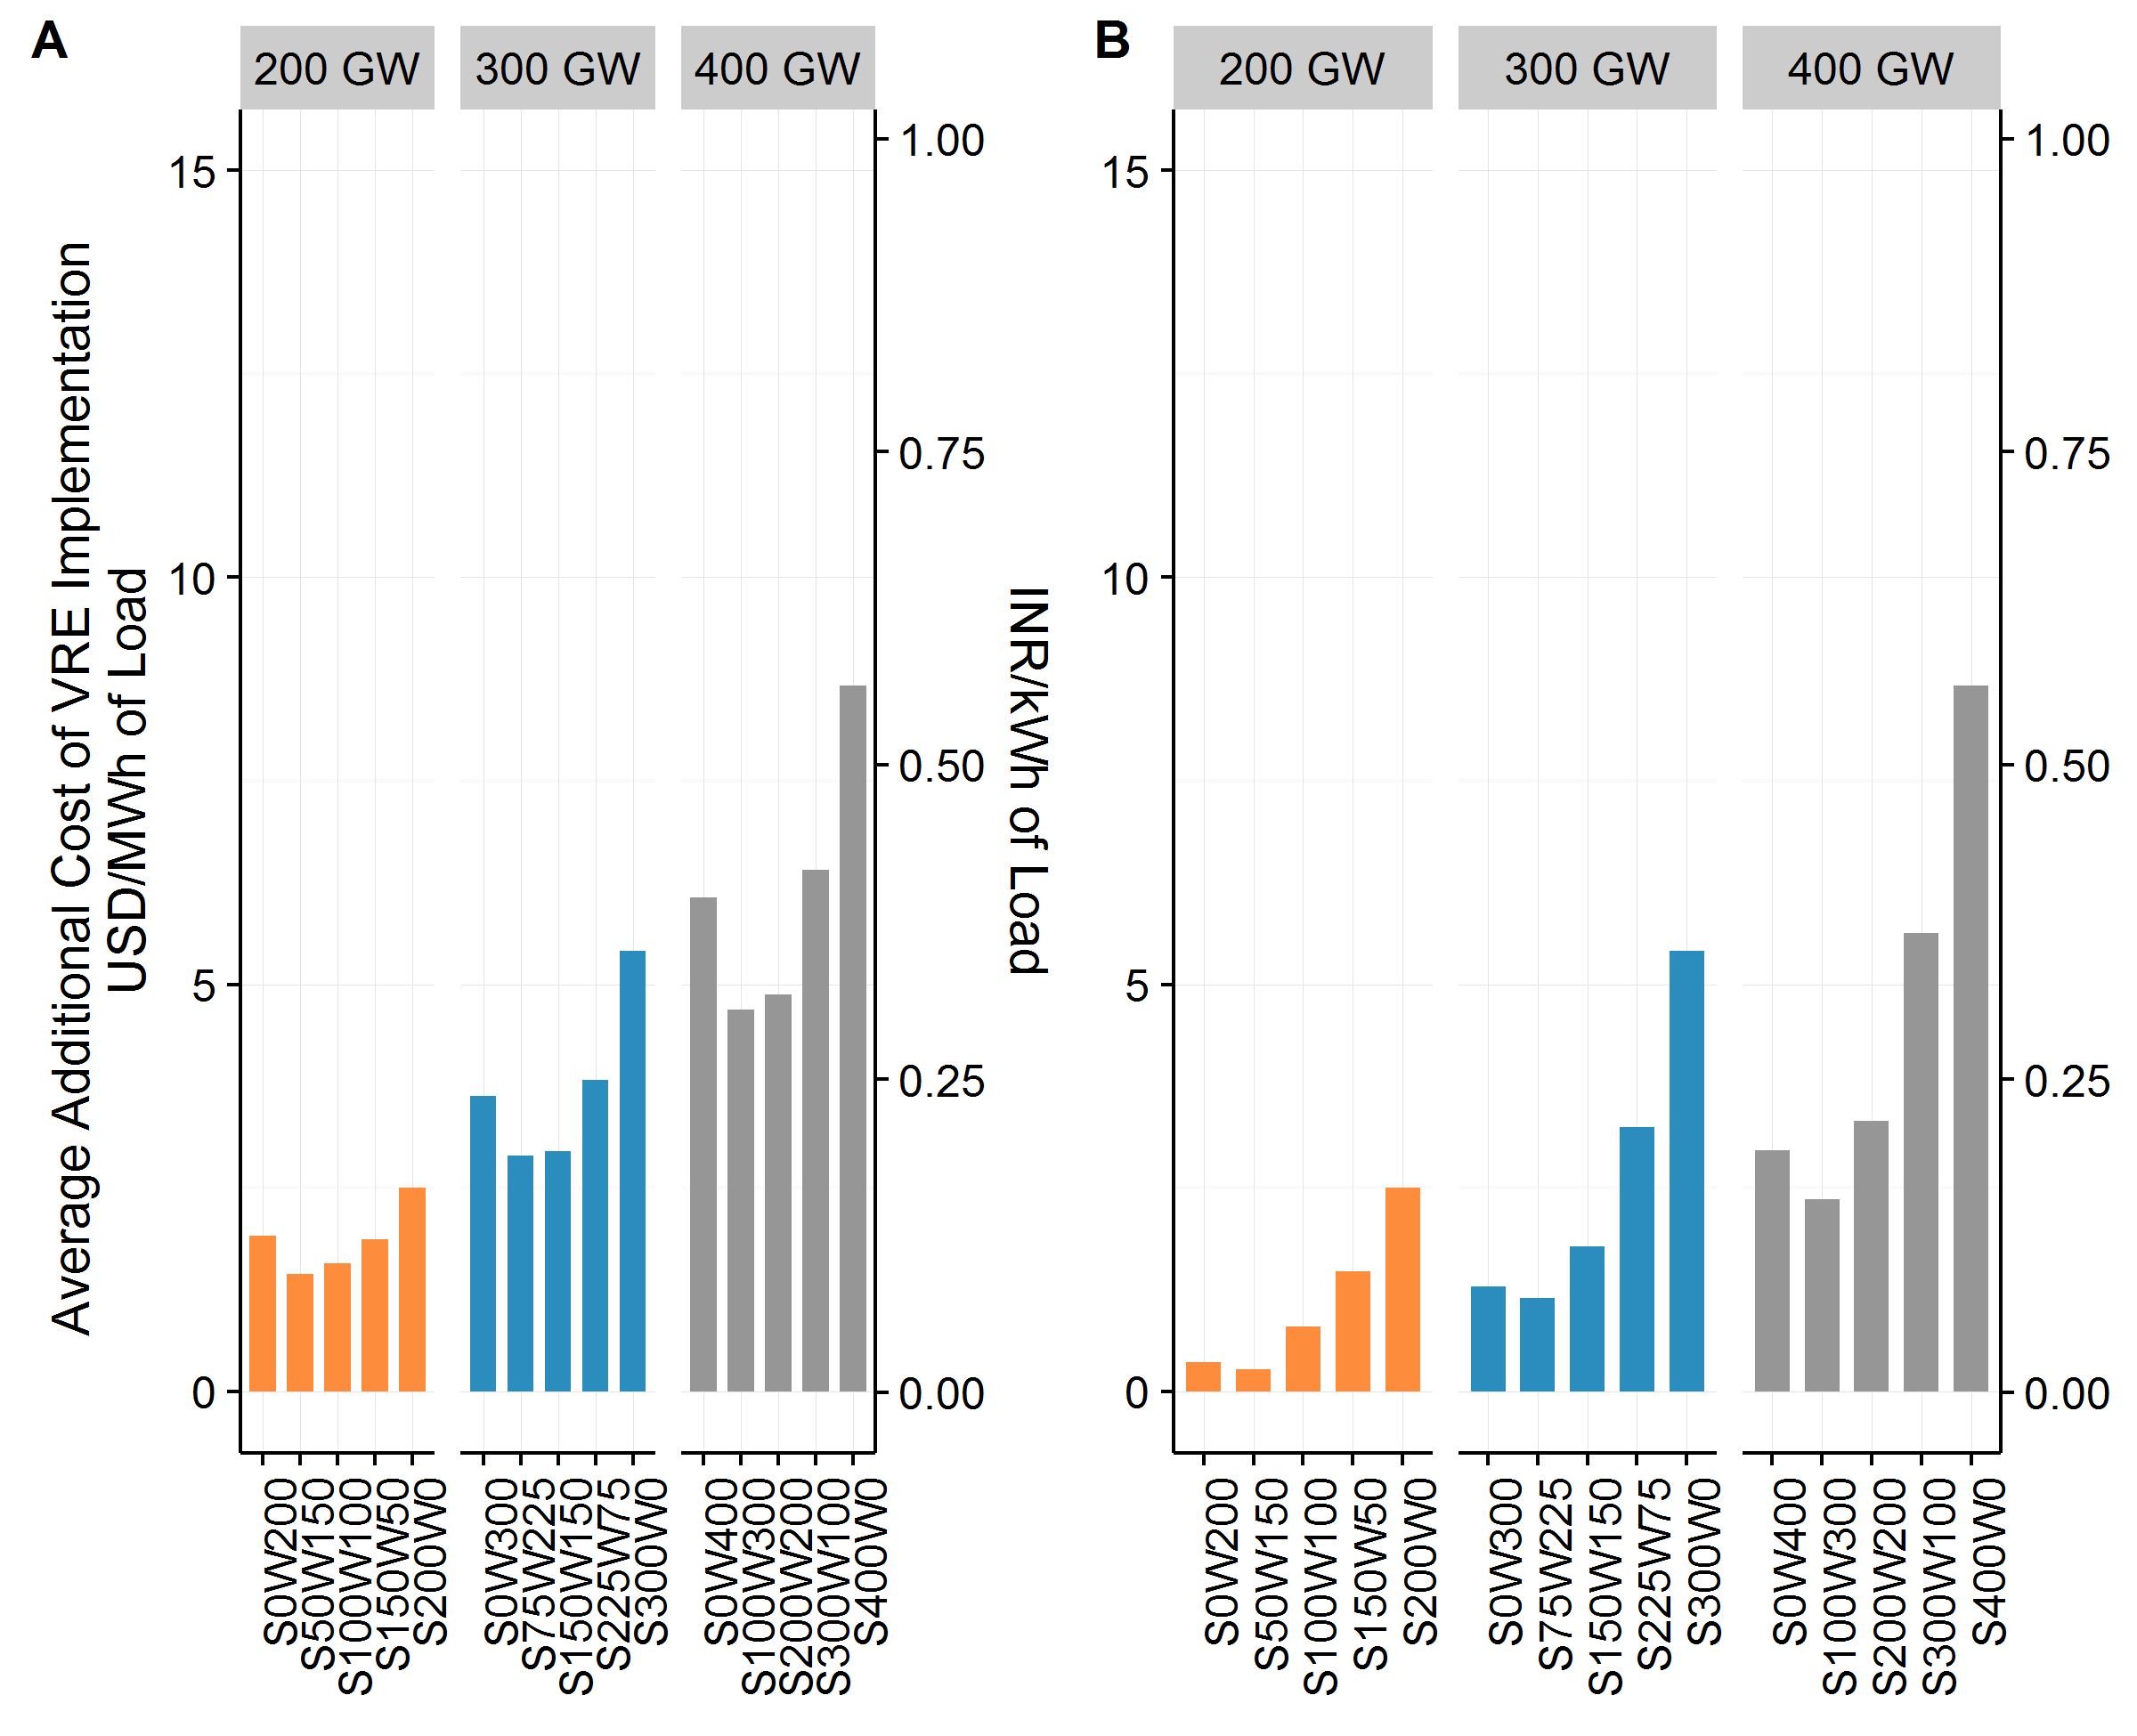 A
200 GW
300 GW
400 GW
Average Additional Cost of VRE Implementation
USD/MWh of Load
15
10
5
0
1.00
0.75
0.50
0.25
0.00
INR/kWh of Load
S0W200
S50W150
S100W100
S150W50
S200W0
S0W300
S75W225
S150W150
S225W75
S300W0
S0W400
S100W300
S200W200
S300W100
S400W0
B
200 GW
300 GW
400 GW
15
10
5
0
1.00
0.75
0.50
0.25
0.00
S0W200
S50W150
S100W100
S150W50
S200W0
S0W300
S75W225
S150W150
S225W75
S300W0
S0W400
S100W300
S200W200
S300W100
S400W0